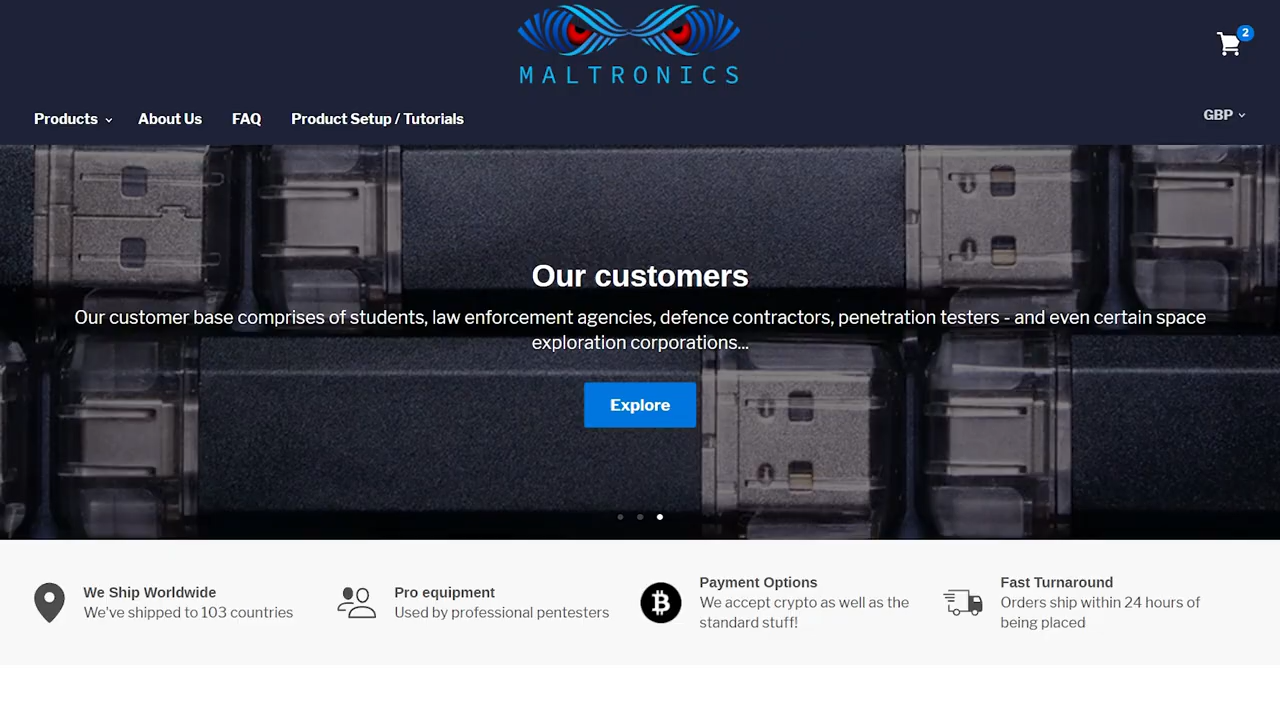 MALTRONICS
2
Products
About Us
FAQ
Product Setup / Tutorials
GBP
Our customers
Our customer base comprises of students, law enforcement agencies, defence contractors, penetration testers - and even certain space
exploration corporations...
Explore
We Ship Worldwide
We've shipped to 103 countries
Pro equipment
Used by professional pentesters
Payment Options
We accept crypto as well as the
standard stuff!
Fast Turnaround
Orders ship within 24 hours of
being placed